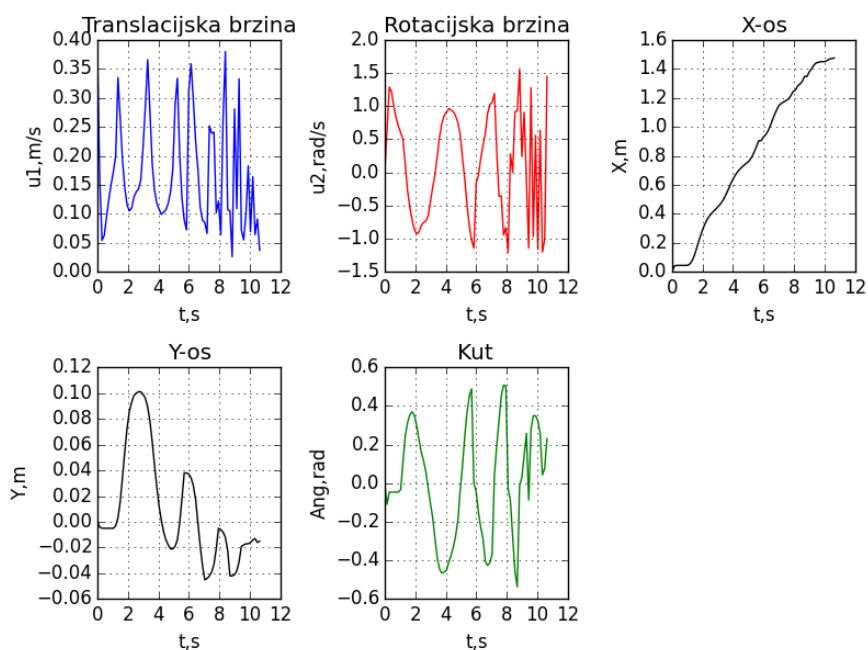 Translacijska brzina
0.40
0.35
0.30
0.25
0.20
0.15
0.10
0.05
0.00
u1,m/s
0 2 4 6 8 10 12
t,s
Rotacijska brzina
2.0
1.5
1.0
0.5
0.0
−0.5
−1.0
−1.5
u2,rad/s
0 2 4 6 8 10 12
t,s
X-os
1.6
1.4
1.2
1.0
0.8
0.6
0.4
0.2
0.0
X,m
0 2 4 6 8 10 12
t,s
Y-os
0.12
0.10
0.08
0.06
0.04
0.02
0.00
−0.02
−0.04
−0.06
Y,m
0 2 4 6 8 10 12
t,s
Kut
0.6
0.4
0.2
0.0
−0.2
−0.4
−0.6
Ang,rad
0 2 4 6 8 10 12
t,s